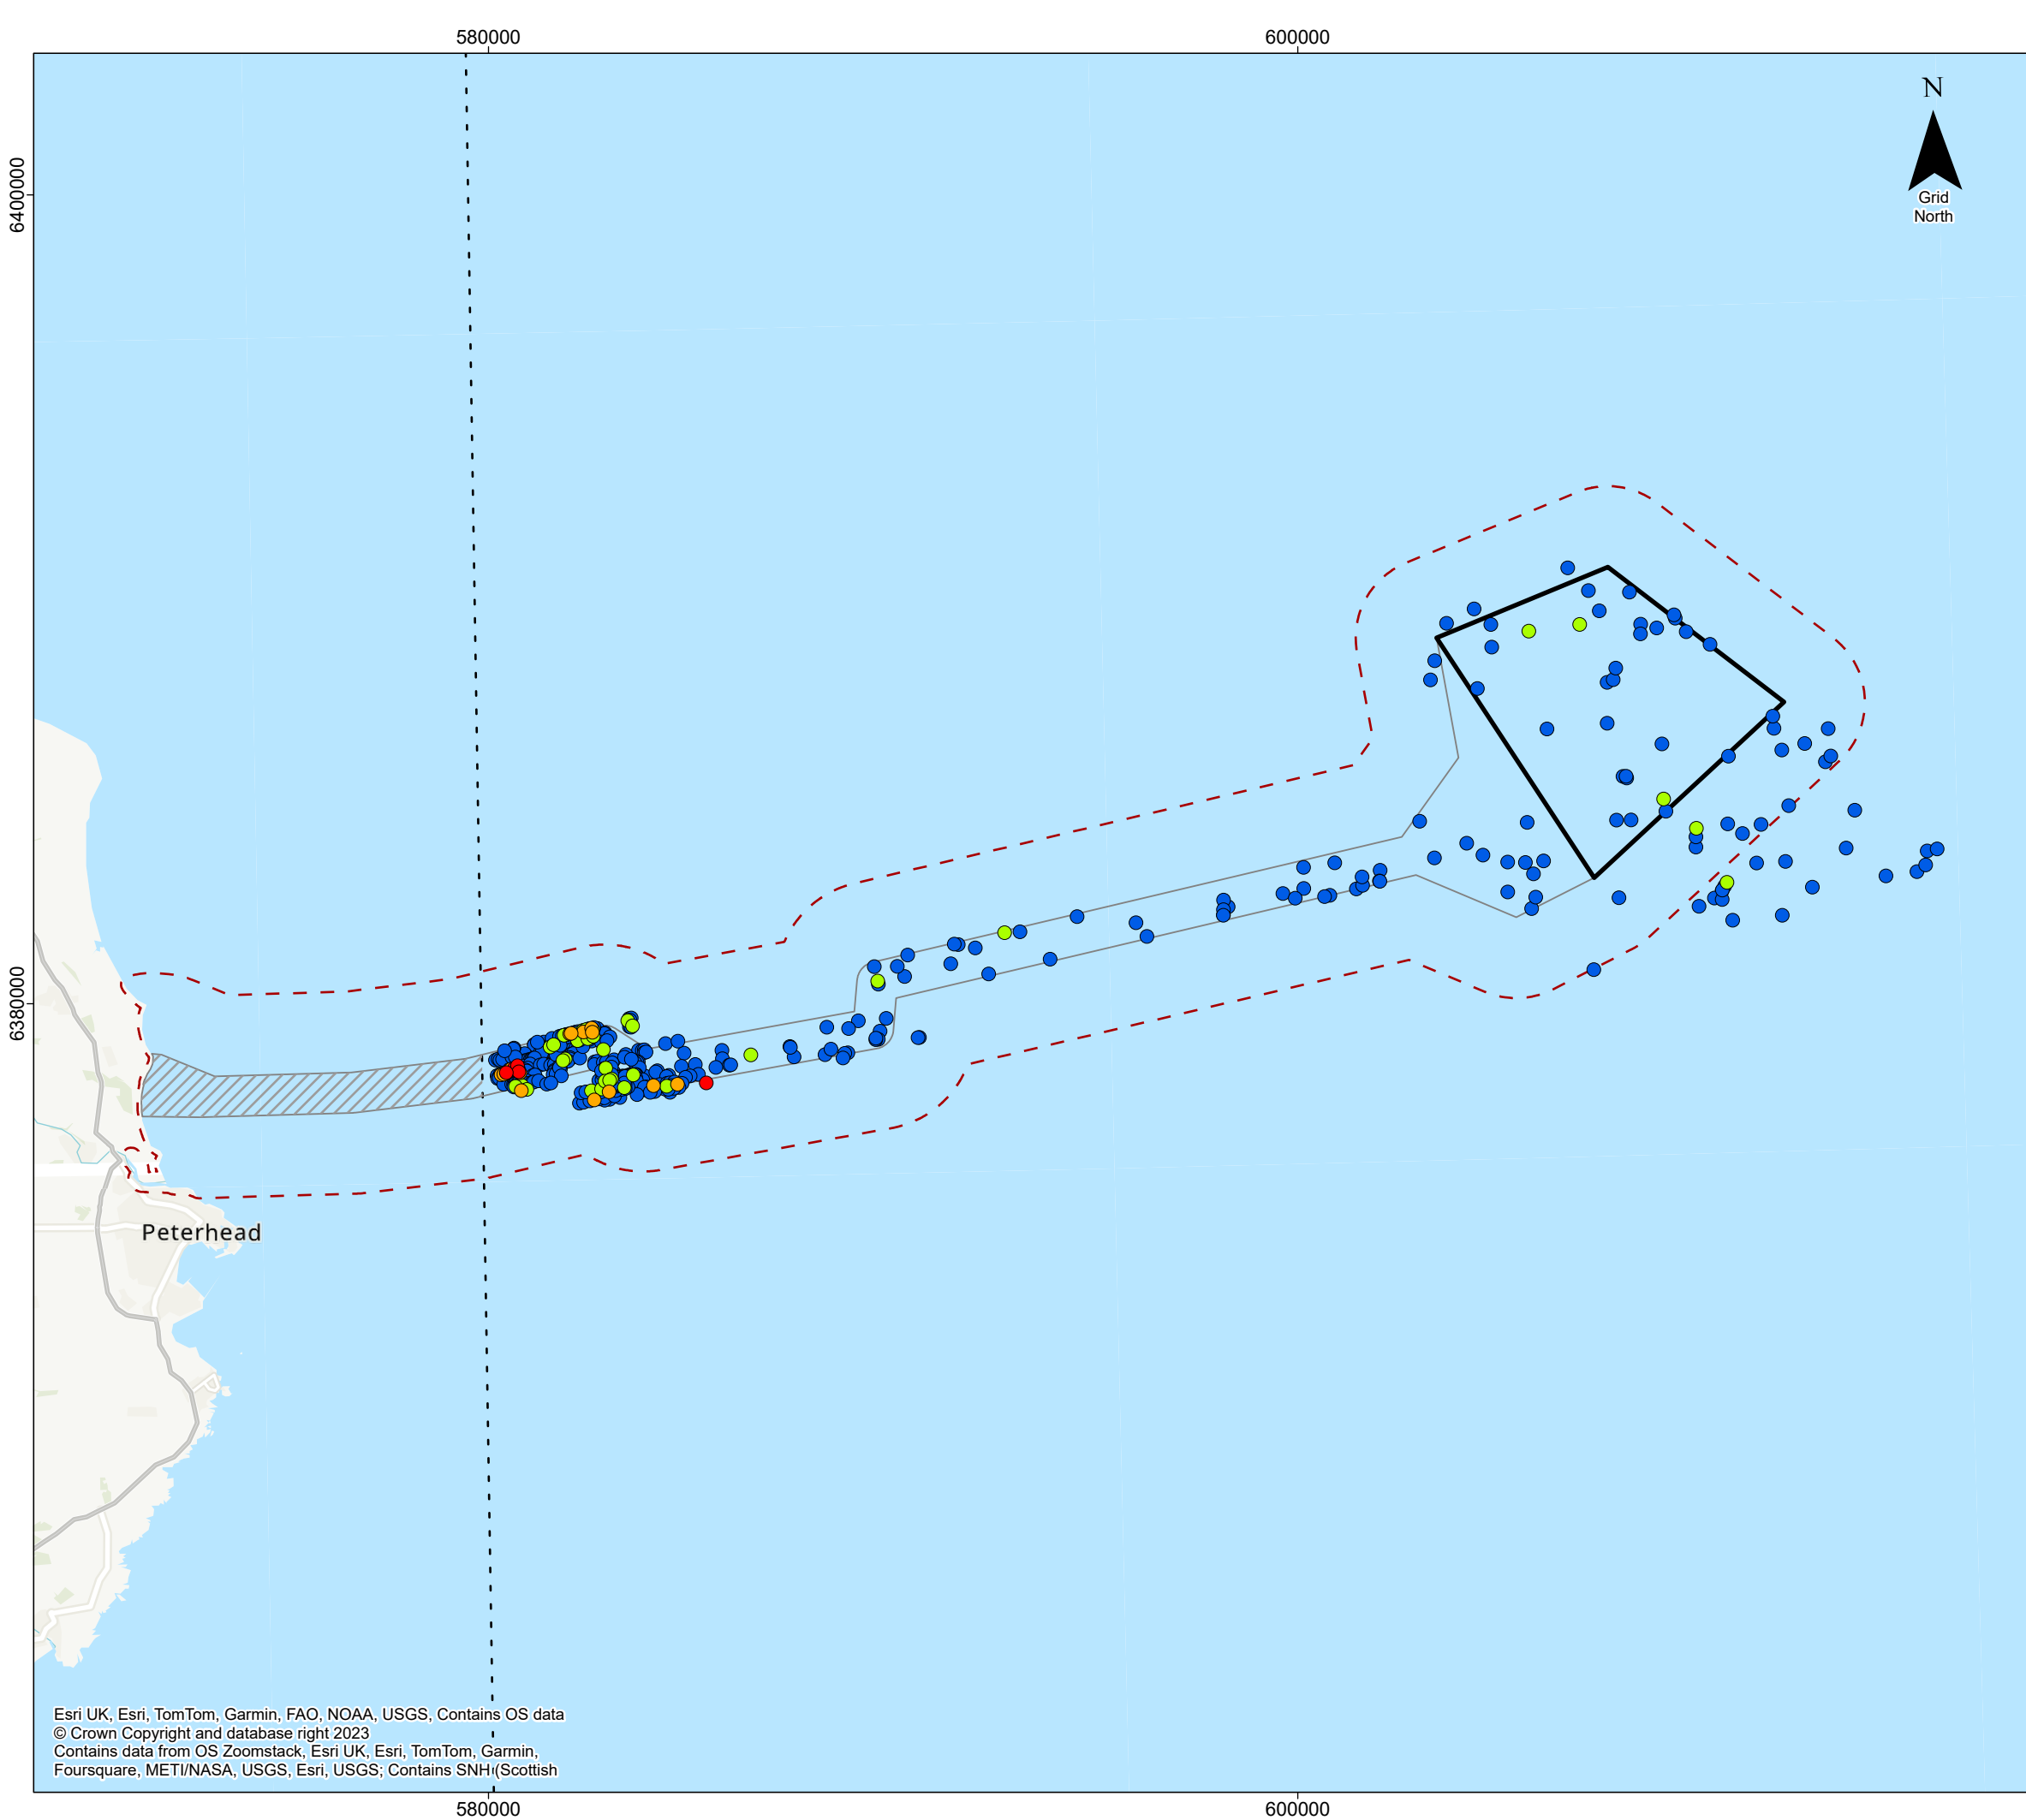 580000
600000
N
Grid
North
6400000
6380000
Peterhead
Esri UK, Esri, TomTom, Garmin, FAO, NOAA, USGS, Contains OS data
© Crown Copyright and database right 2023
Contains data from OS Zoomstack, Esri UK, Esri, TomTom, Garmin,
Foursquare, METI/NASA, USGS, Esri, USGS; Contains SNH (Scottish
580000
600000